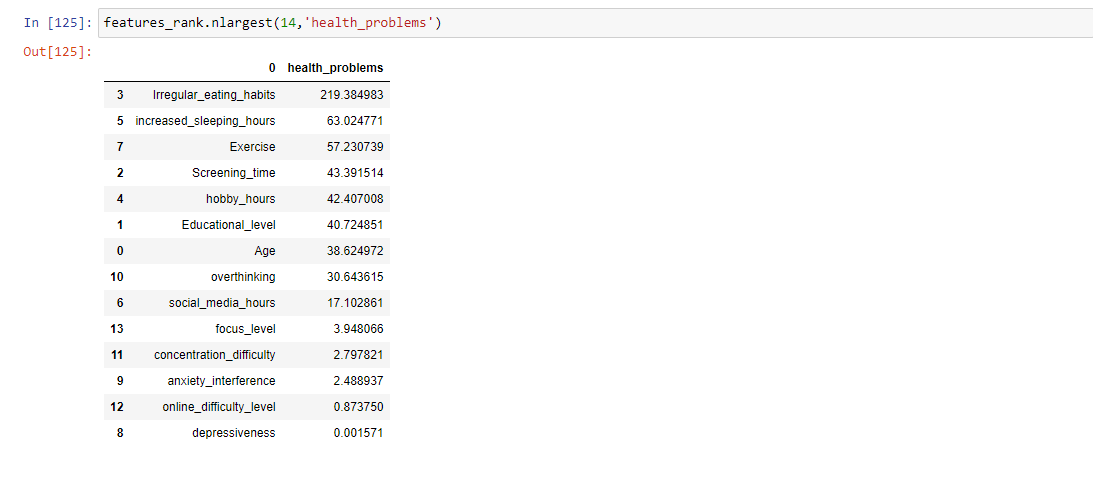 In [125]: features_rank.nlargest(14,'health_problems')
Out[125]:
0 health_problems
3 Irregular_eating_habits 219.384983
5 increased_sleeping_hours 63.024771
7 Exercise 57.230739
2 Screening_time 43.391514
4 hobby_hours 42.407008
1 Educational_level 40.724851
0 Age 38.624972
10 overthinking 30.643615
6 social_media_hours 17.102861
13 focus_level 3.948066
11 concentration_difficulty 2.797821
9 anxiety_interference 2.488937
12 online_difficulty_level 0.873750
8 depressiveness 0.001571